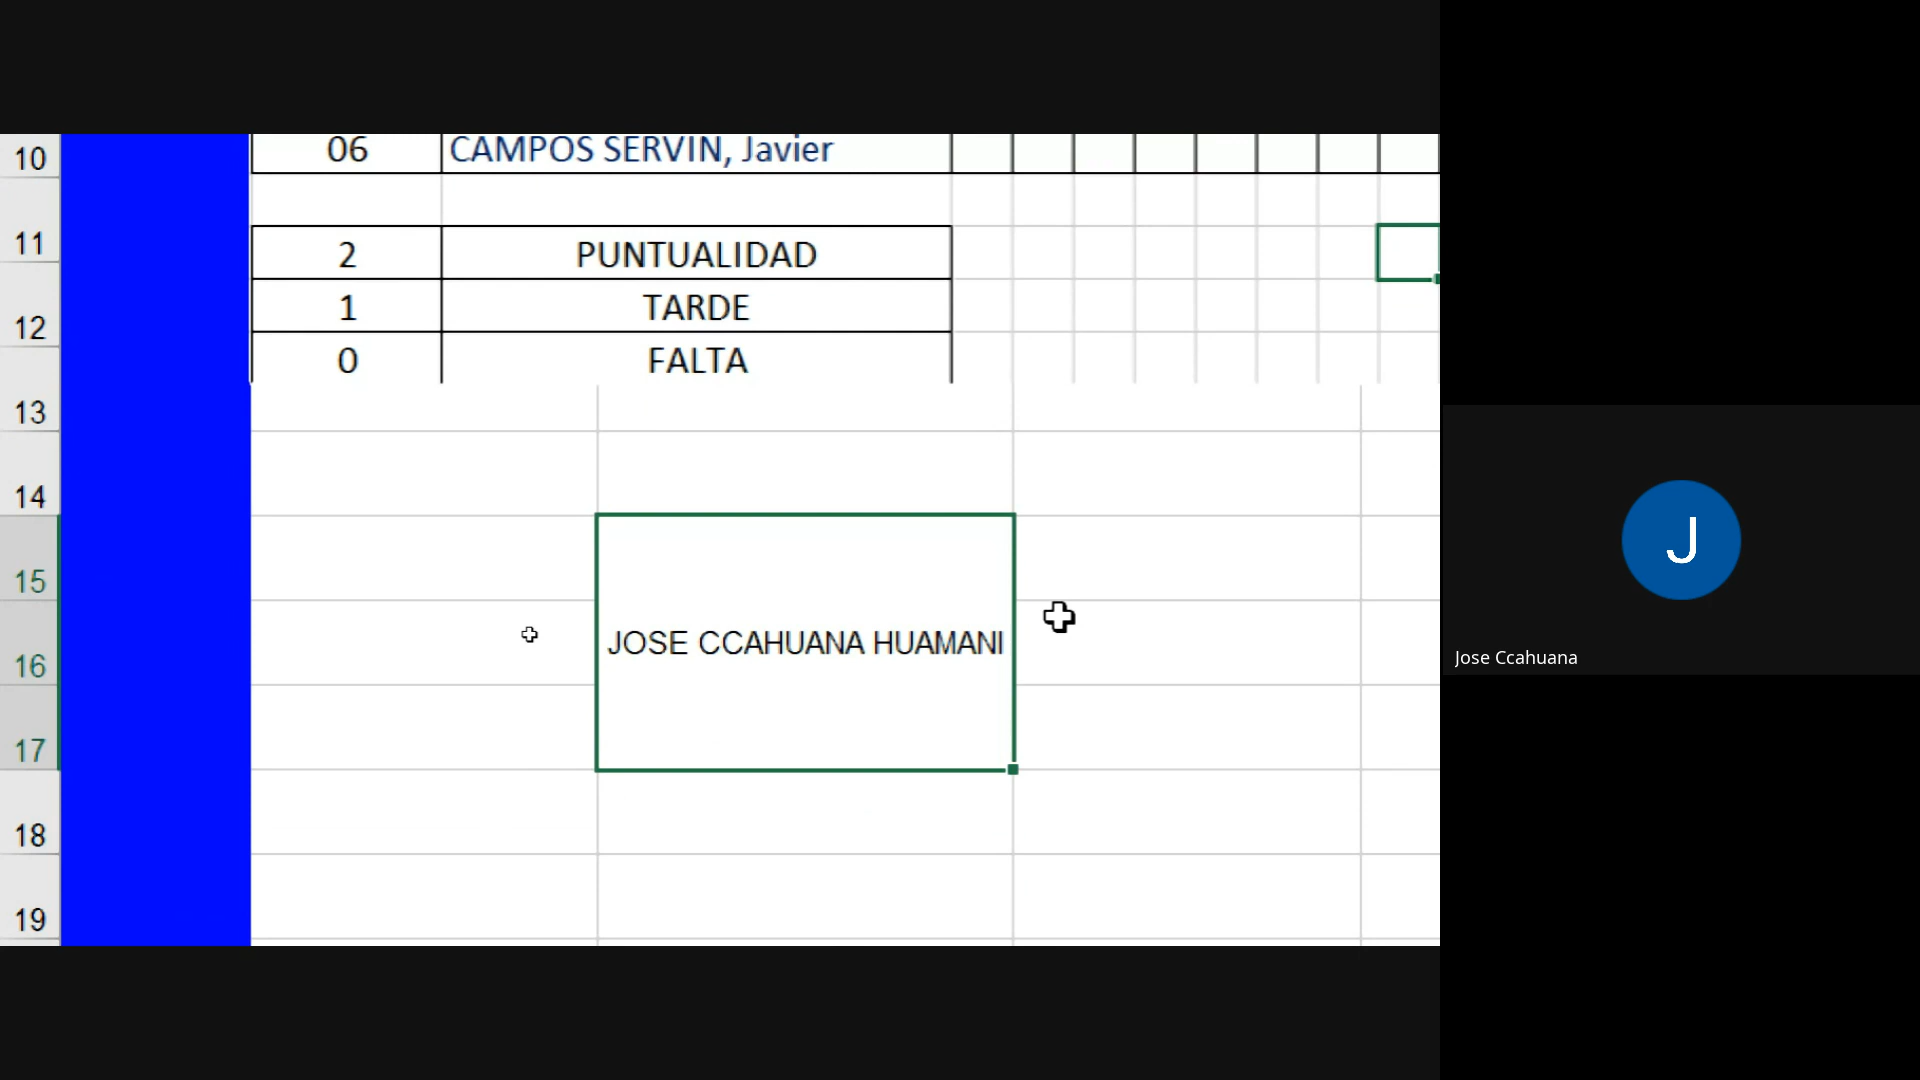 10
06 CAMPOS SERVIN, Javier
11
2 PUNTUALIDAD
1 TARDE
12
0 FALTA
13
14
15
16
JOSE CCAHUANA HUAMANI
17
18
19
J
Jose Ccahuana